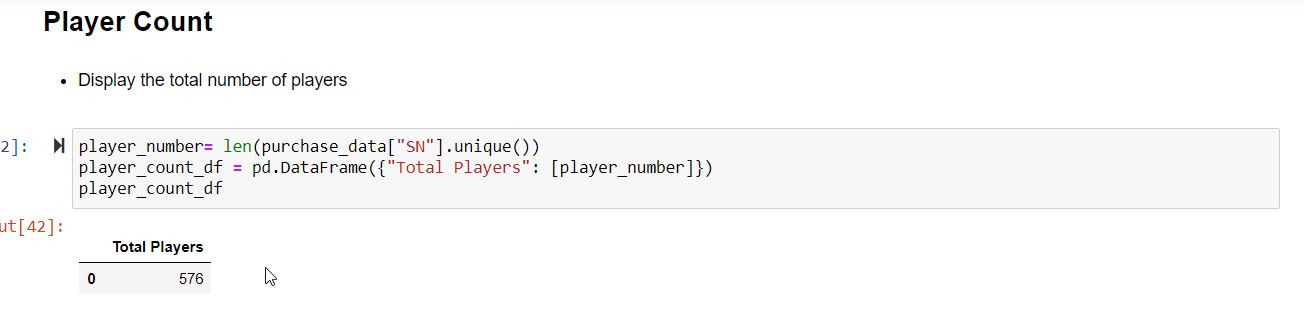 Player Count
• Display the total number of players
2]:
player_number= len(purchase_data["SN"].unique())
player_count_df = pd.DataFrame({"Total Players": [player_number]})
player_count_df
ut[42]:
Total Players
0 576